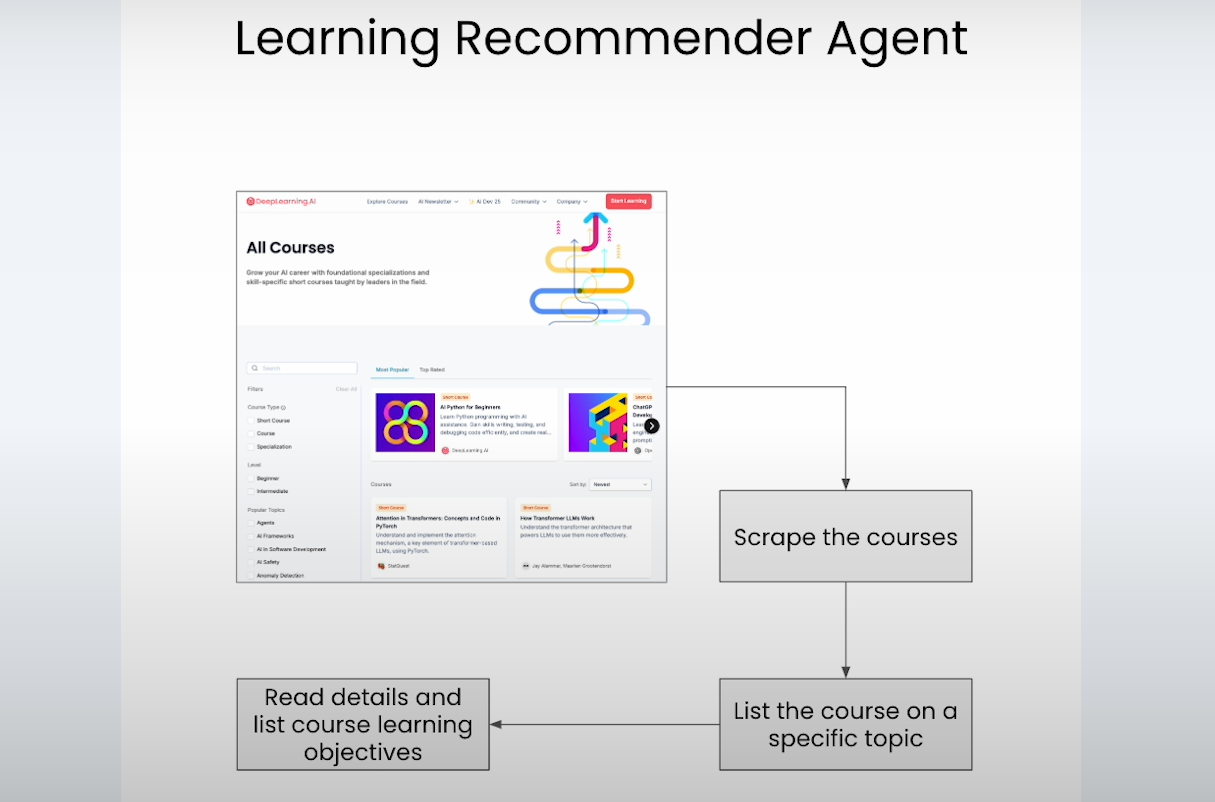 Learning Recommender Agent
DeepLearning.AI
Explore Courses
AI Newsletter
AI Dev 25
Community
Company
Start Learning
All Courses
Grow your AI career with foundational specializations and
skill-specific short courses taught by leaders in the field.
Search
Filters
Clear All
Course Type
Short Course
Course
Specialization
Level
Beginner
Intermediate
Popular Topics
Agents
AI Frameworks
AI in Software Development
AI Safety
Anomaly Detection
Most Popular
Top Rated
Short Course
AI Python for Beginners
Learn Python programming with AI
assistance. Gain skills writing, testing, and
debugging code efficiently, and create real...
DeepLearning.AI
Short Co
ChatGP
Develo
Lear
engi
prompti
Op
Courses
Sort by:
Newest
Short Course
Attention in Transformers: Concepts and Code in
PyTorch
Understand and implement the attention
mechanism, a key element of transformer-based
LLMs, using PyTorch.
StatQuest
Short Course
How Transformer LLMs Work
Understand the transformer architecture that
powers LLMs to use them more effectively.
Jay Alammar, Maarten Grootendorst
Scrape the courses
List the course on a
specific topic
Read details and
list course learning
objectives